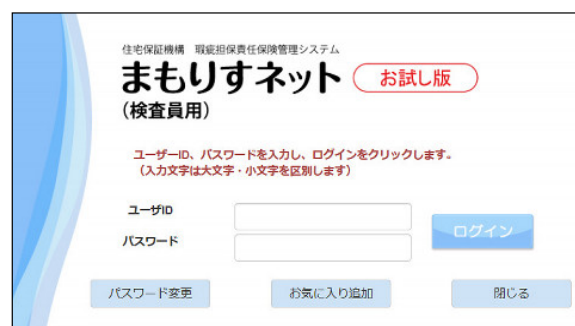 住宅保証機構 瑕疵担保責任保険管理システム
まもりすネット お試し版
(検査員用)
ユーザーID、パスワードを入力し、ログインをクリックします。
(入力文字は大文字・小文字を区別します)
ユーザID
パスワード
ログイン
パスワード変更 お気に入り追加 閉じる